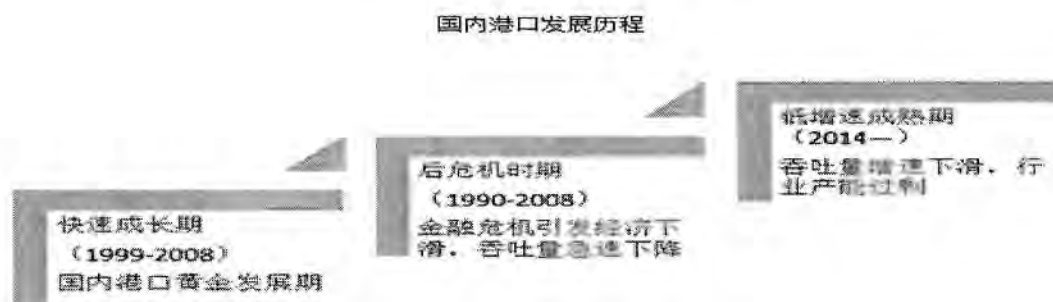 国内港口发展历程
快速成长期
（1999-2008）
国内港口黄金发展期
后危机时期
（1990-2008）
金融危机引发经济下
滑，吞吐量急速下降
低增速成熟期
（2014—）
吞吐量增速下滑，行
业产能过剩